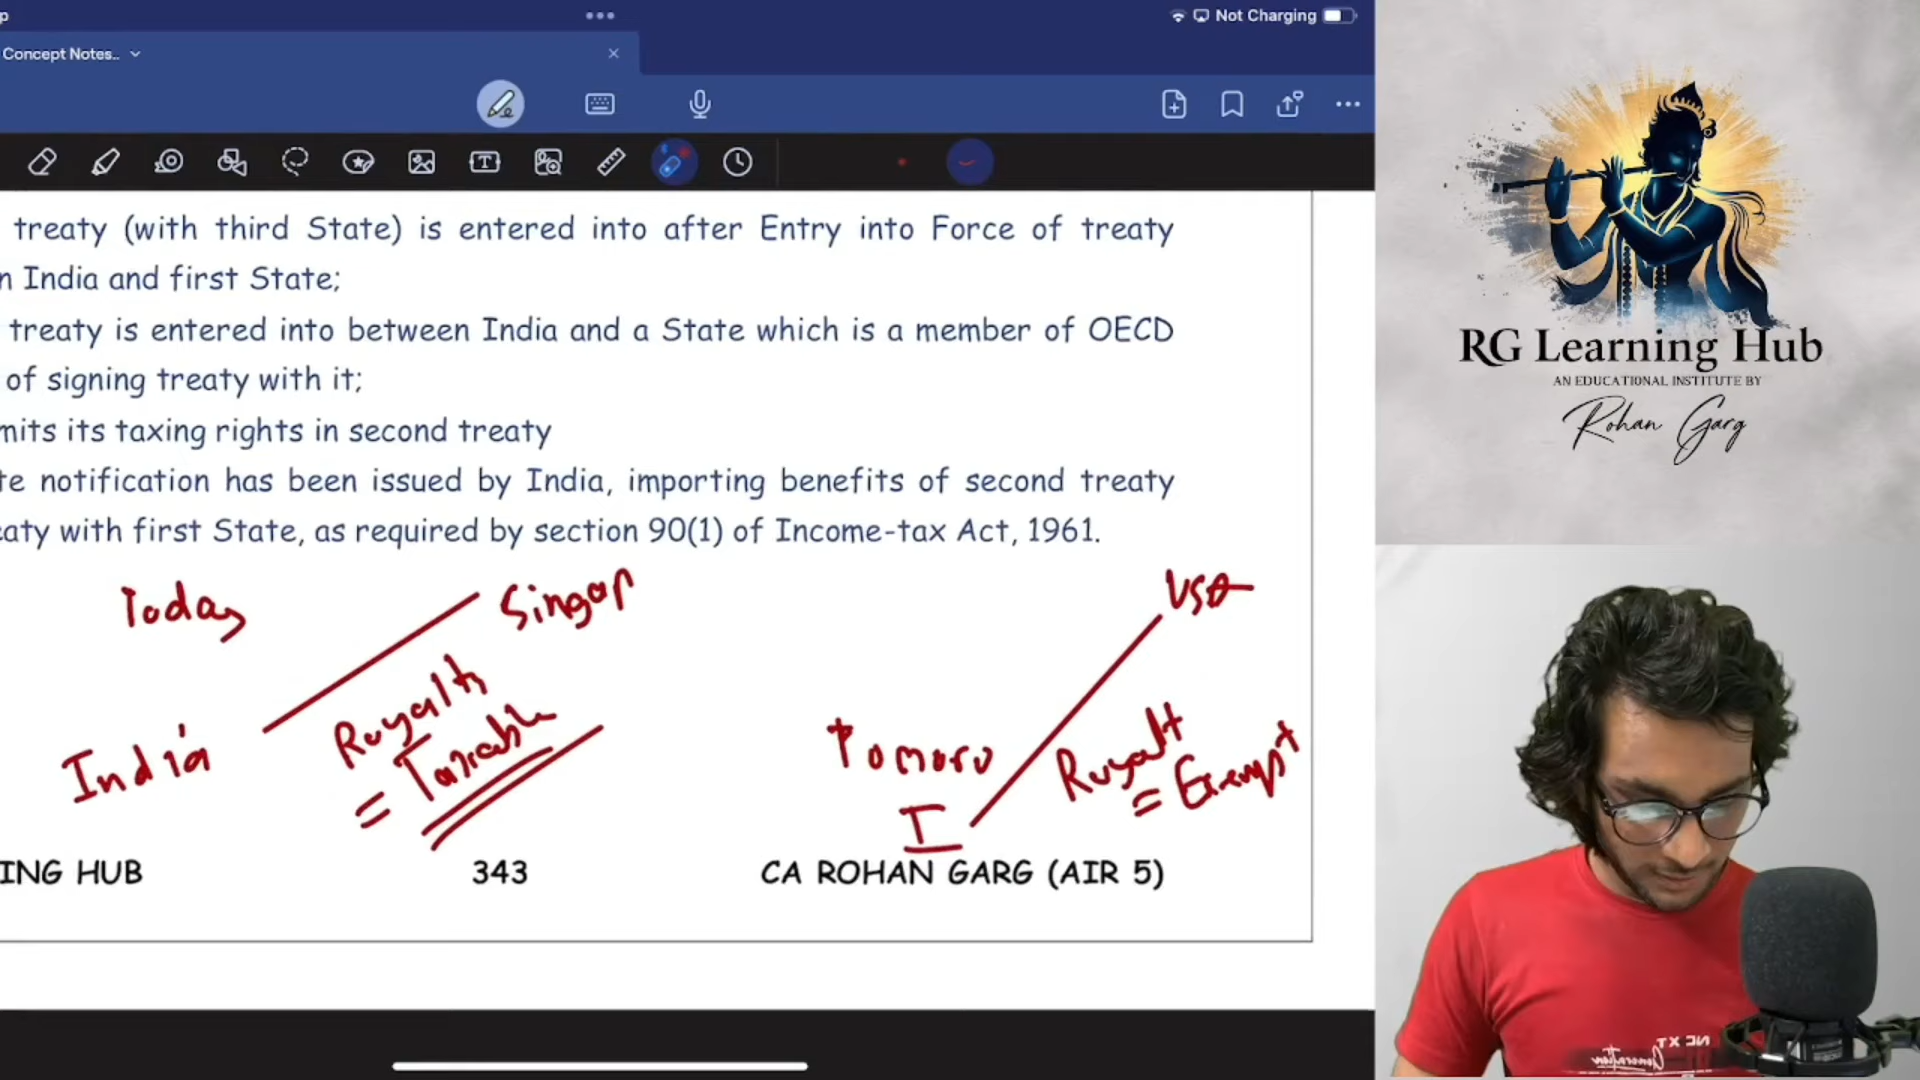 p
Not Charging
Concept Notes..
treaty (with third State) is entered into after Entry into Force of treaty
n India and first State;
treaty is entered into between India and a State which is a member of OECD
of signing treaty with it;
mits its taxing rights in second treaty
te notification has been issued by India, importing benefits of second treaty
eaty with first State, as required by section 90(1) of Income-tax Act, 1961.
Today
Singap
India
Royalty
= Taxable
USA
Tomoro
I
Royalt
= Exempt
ING HUB 343 CA ROHAN GARG (AIR 5)
RG Learning Hub
AN EDUCATIONAL INSTITUTE BY
Rohan Garg